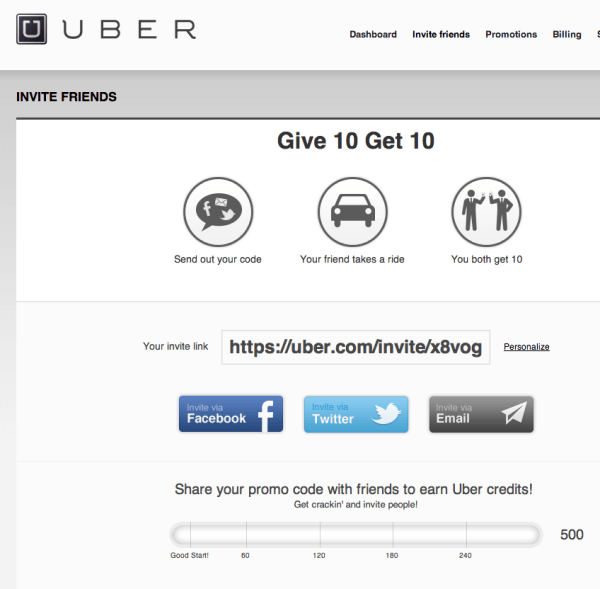 UBER
Dashboard Invite friends Promotions Billing
INVITE FRIENDS
Give 10 Get 10
Send out your code Your friend takes a ride You both get 10
Your invite link https://uber.com/invite/x8vog Personalize
Invite via Facebook
Invite via Twitter
Invite via Email
Share your promo code with friends to earn Uber credits!
Get crackin' and invite people!
500
Good Start! 60 120 180 240